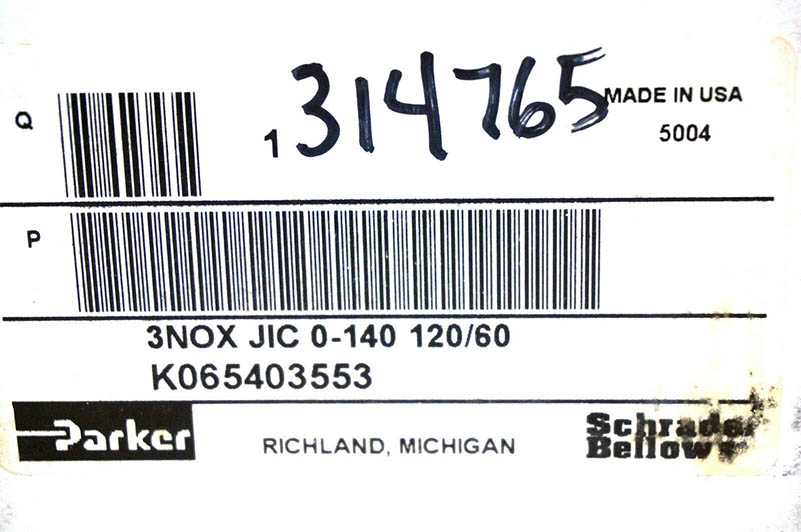 Q
1 314765
MADE IN USA
5004
P
3NOX JIC 0-140 120/60
K065403553
Parker
RICHLAND, MICHIGAN
Schrader
Bellows